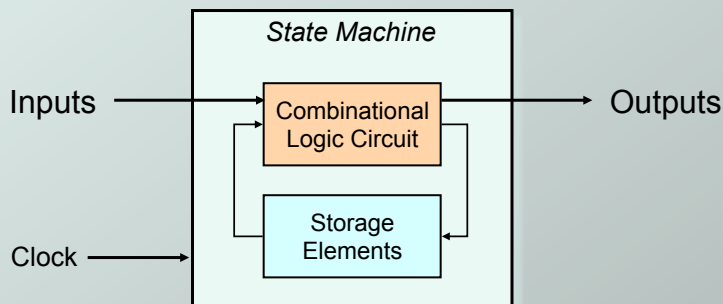 State Machine
Inputs
Combinational
Logic Circuit
Outputs
Storage
Elements
Clock